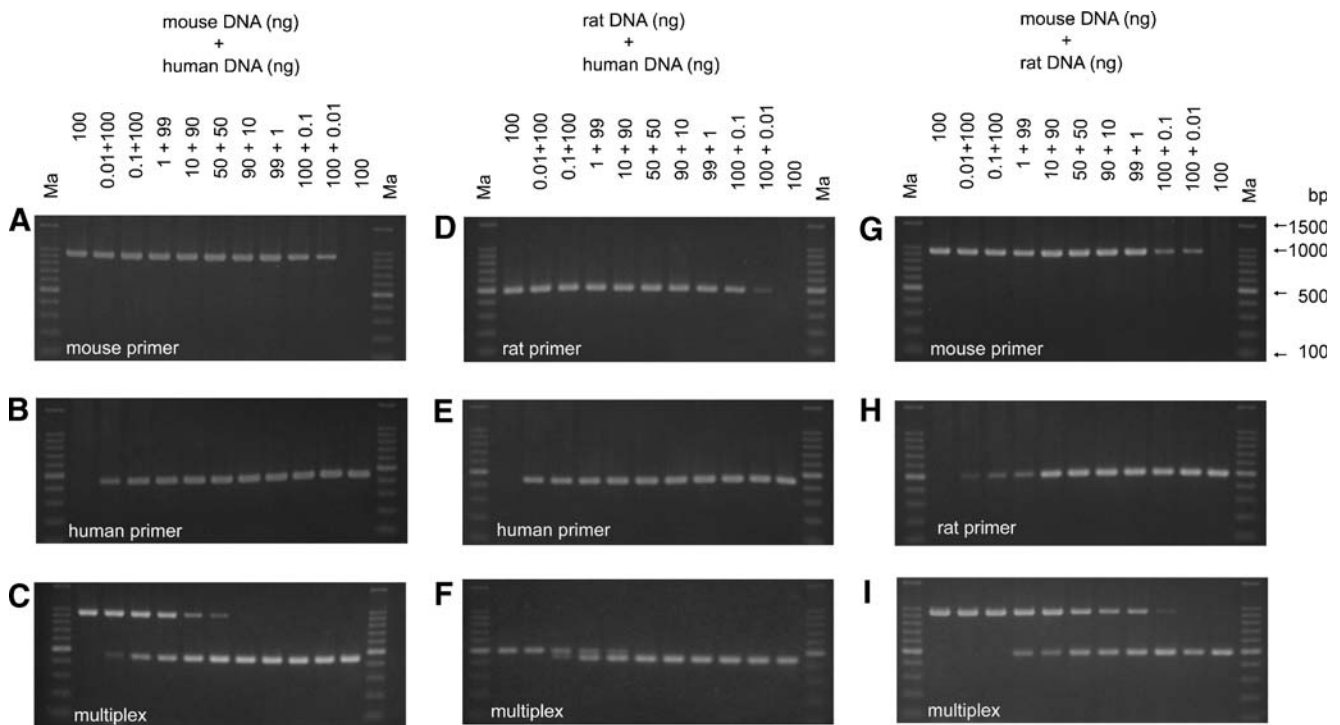 mouse DNA (ng)
+
human DNA (ng)
rat DNA (ng)
+
human DNA (ng)
mouse DNA (ng)
+
rat DNA (ng)
Ma
100
0.01+100
0.1+100
1 + 99
10 + 90
50 + 50
90 + 10
99 + 1
100 + 0.1
100 + 0.01
100
Ma
Ma
100
0.01+100
0.1+100
1 + 99
10 + 90
50 + 50
90 + 10
99 + 1
100 + 0.1
100 + 0.01
100
Ma
Ma
100
0.01+100
0.1+100
1 + 99
10 + 90
50 + 50
90 + 10
99 + 1
100 + 0.1
100 + 0.01
100
Ma
bp
A
mouse primer
D
rat primer
G
mouse primer
←1500
←1000
← 500
← 100
B
human primer
E
human primer
H
rat primer
C
multiplex
F
multiplex
I
multiplex